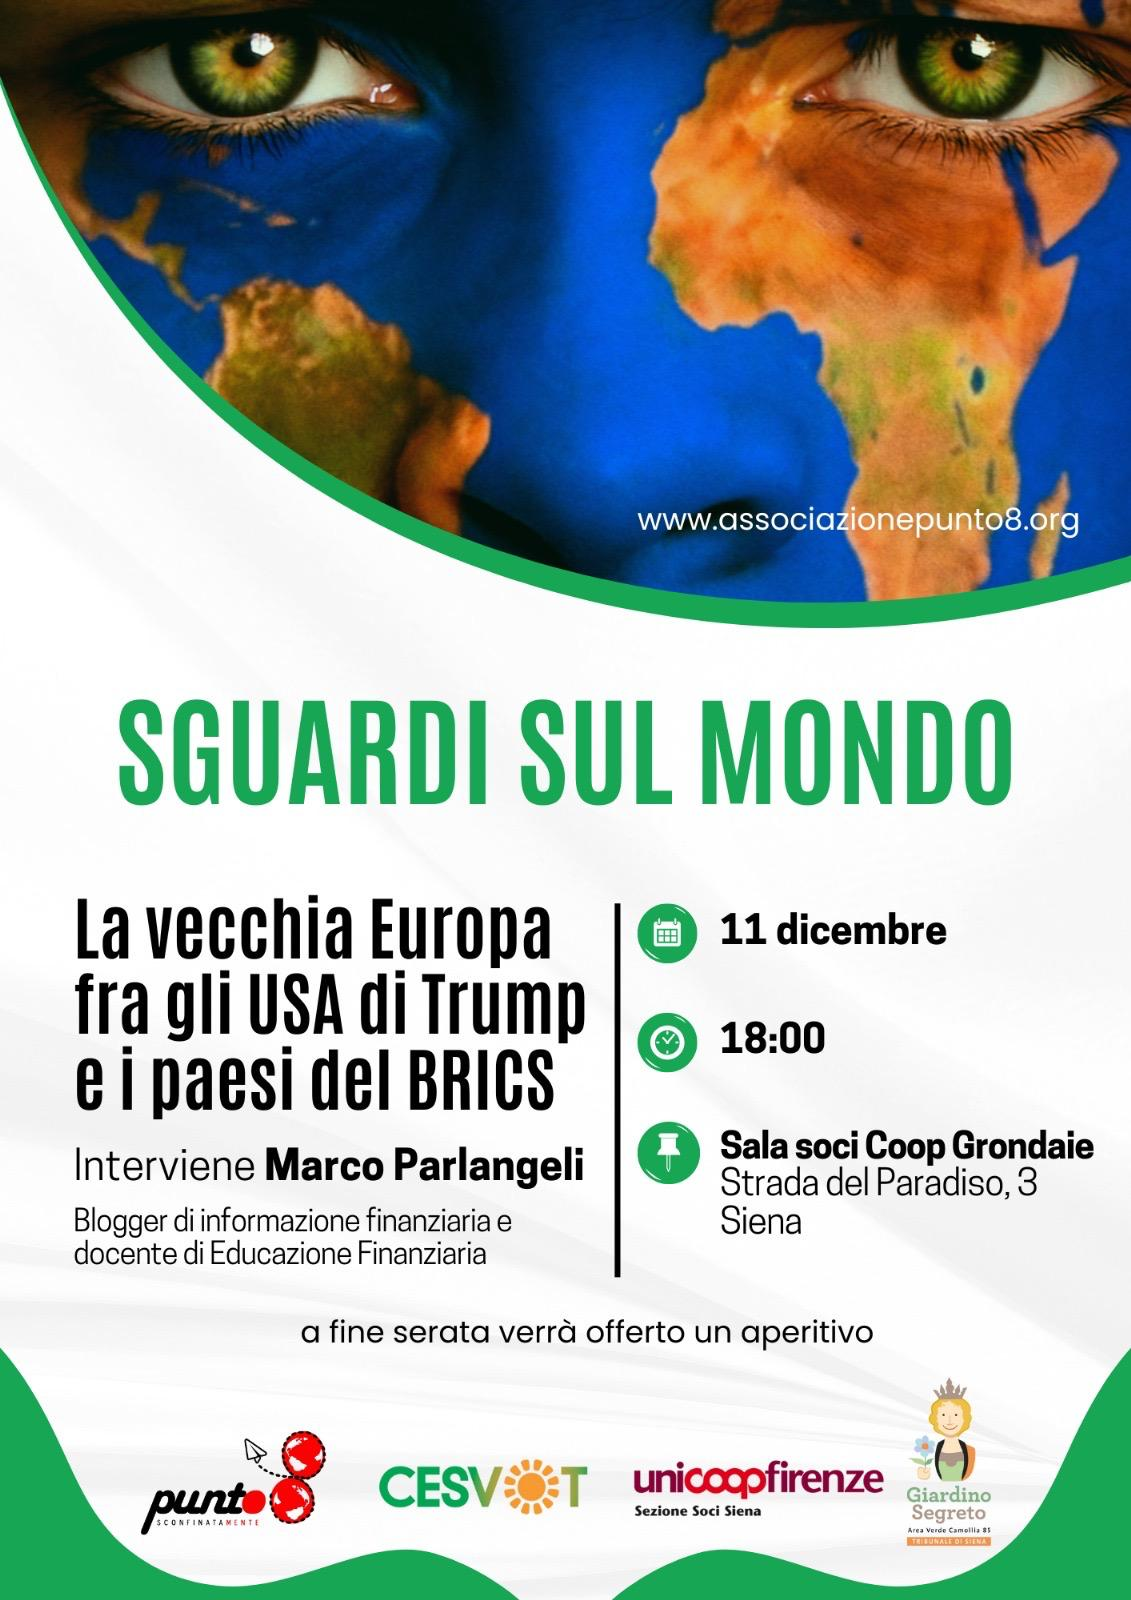 www.associazionepunto8.org
SGUARDI SUL MONDO
La vecchia Europa
fra gli USA di Trump
e i paesi del BRICS
Interviene Marco Parlangeli
Blogger di informazione finanziaria e
docente di Educazione Finanziaria
11 dicembre
18:00
Sala soci Coop Grondaie
Strada del Paradiso, 3
Siena
a fine serata verrà offerto un aperitivo
punto8
SCONFINATAMENTE
CESVOT
unicoopfirenze
Sezione Soci Siena
Giardino
Segreto
Area Verde Camollia 85
TRIBUNALE DI SIENA